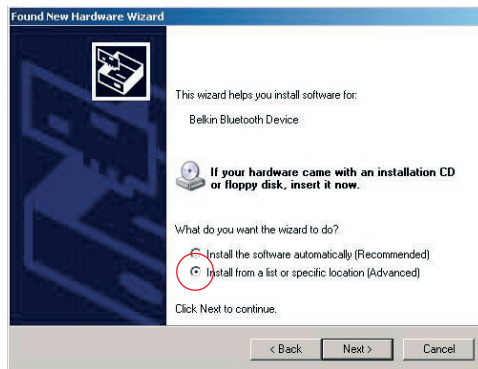 Found New Hardware Wizard
This wizard helps you install software for:
Belkin Bluetooth Device
If your hardware came with an installation CD
or floppy disk, insert it now.
What do you want the wizard to do?
Install the software automatically (Recommended)
Install from a list or specific location (Advanced)
Click Next to continue.
< Back Next > Cancel